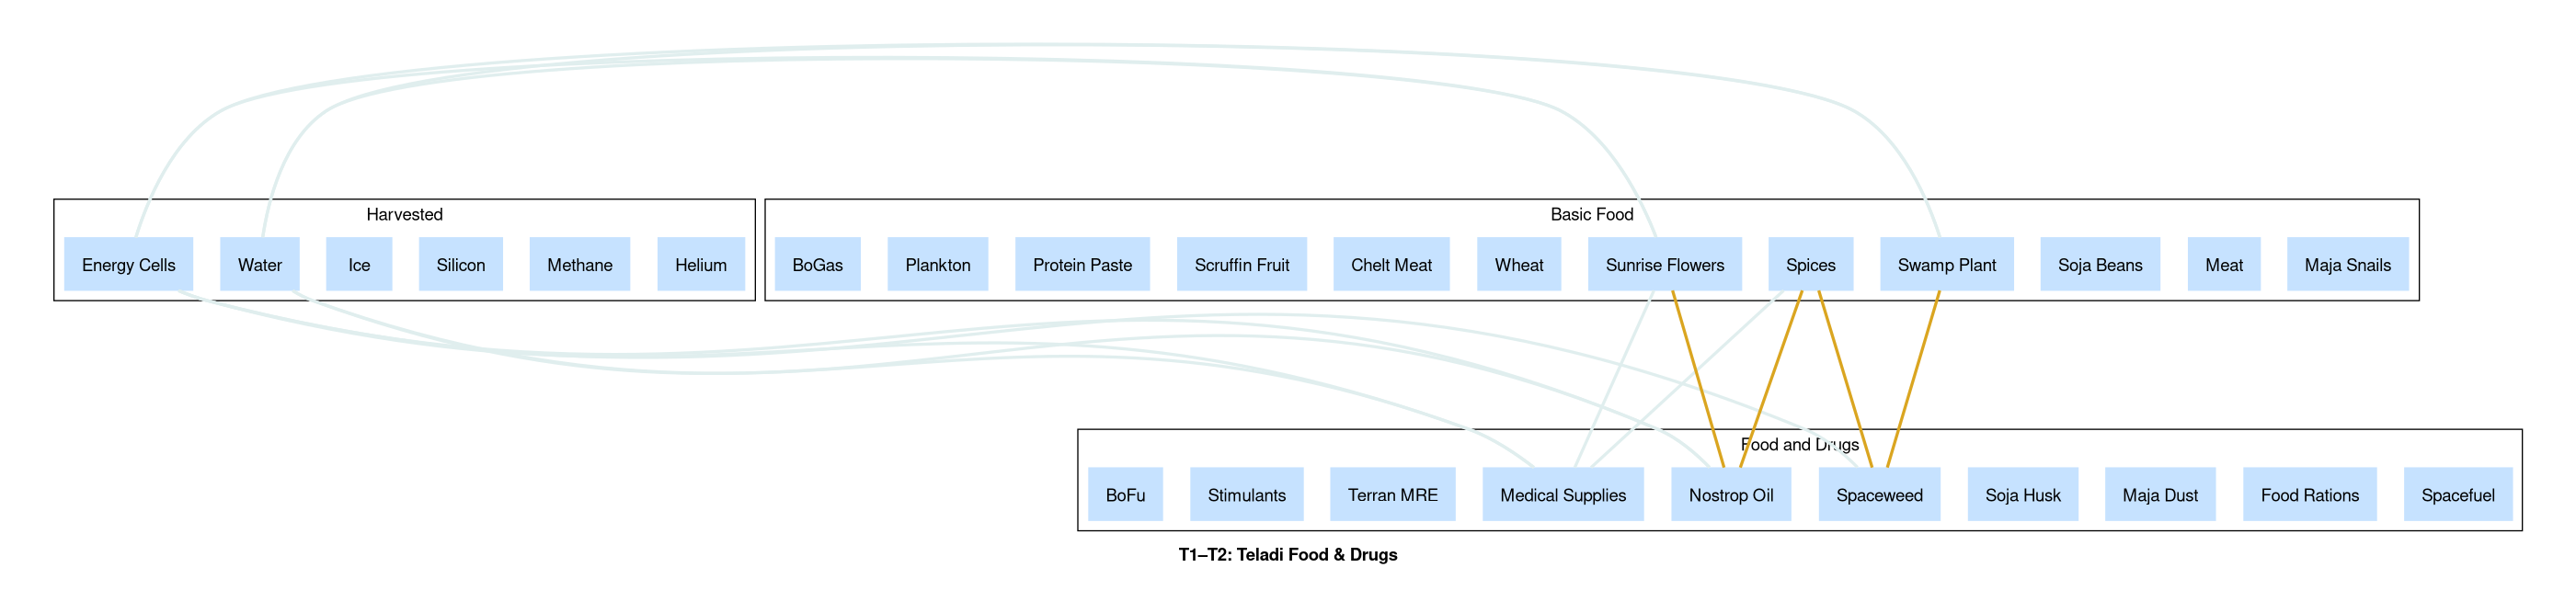 Harvested
Basic Food
Energy Cells
Water
Ice
Silicon
Methane
Helium
BoGas
Plankton
Protein Paste
Scruffin Fruit
Chelt Meat
Wheat
Sunrise Flowers
Spices
Swamp Plant
Soja Beans
Meat
Maja Snails
Food and Drugs
BoFu
Stimulants
Terran MRE
Medical Supplies
Nostrop Oil
Spaceweed
Soja Husk
Maja Dust
Food Rations
Spacefuel
T1–T2: Teladi Food & Drugs